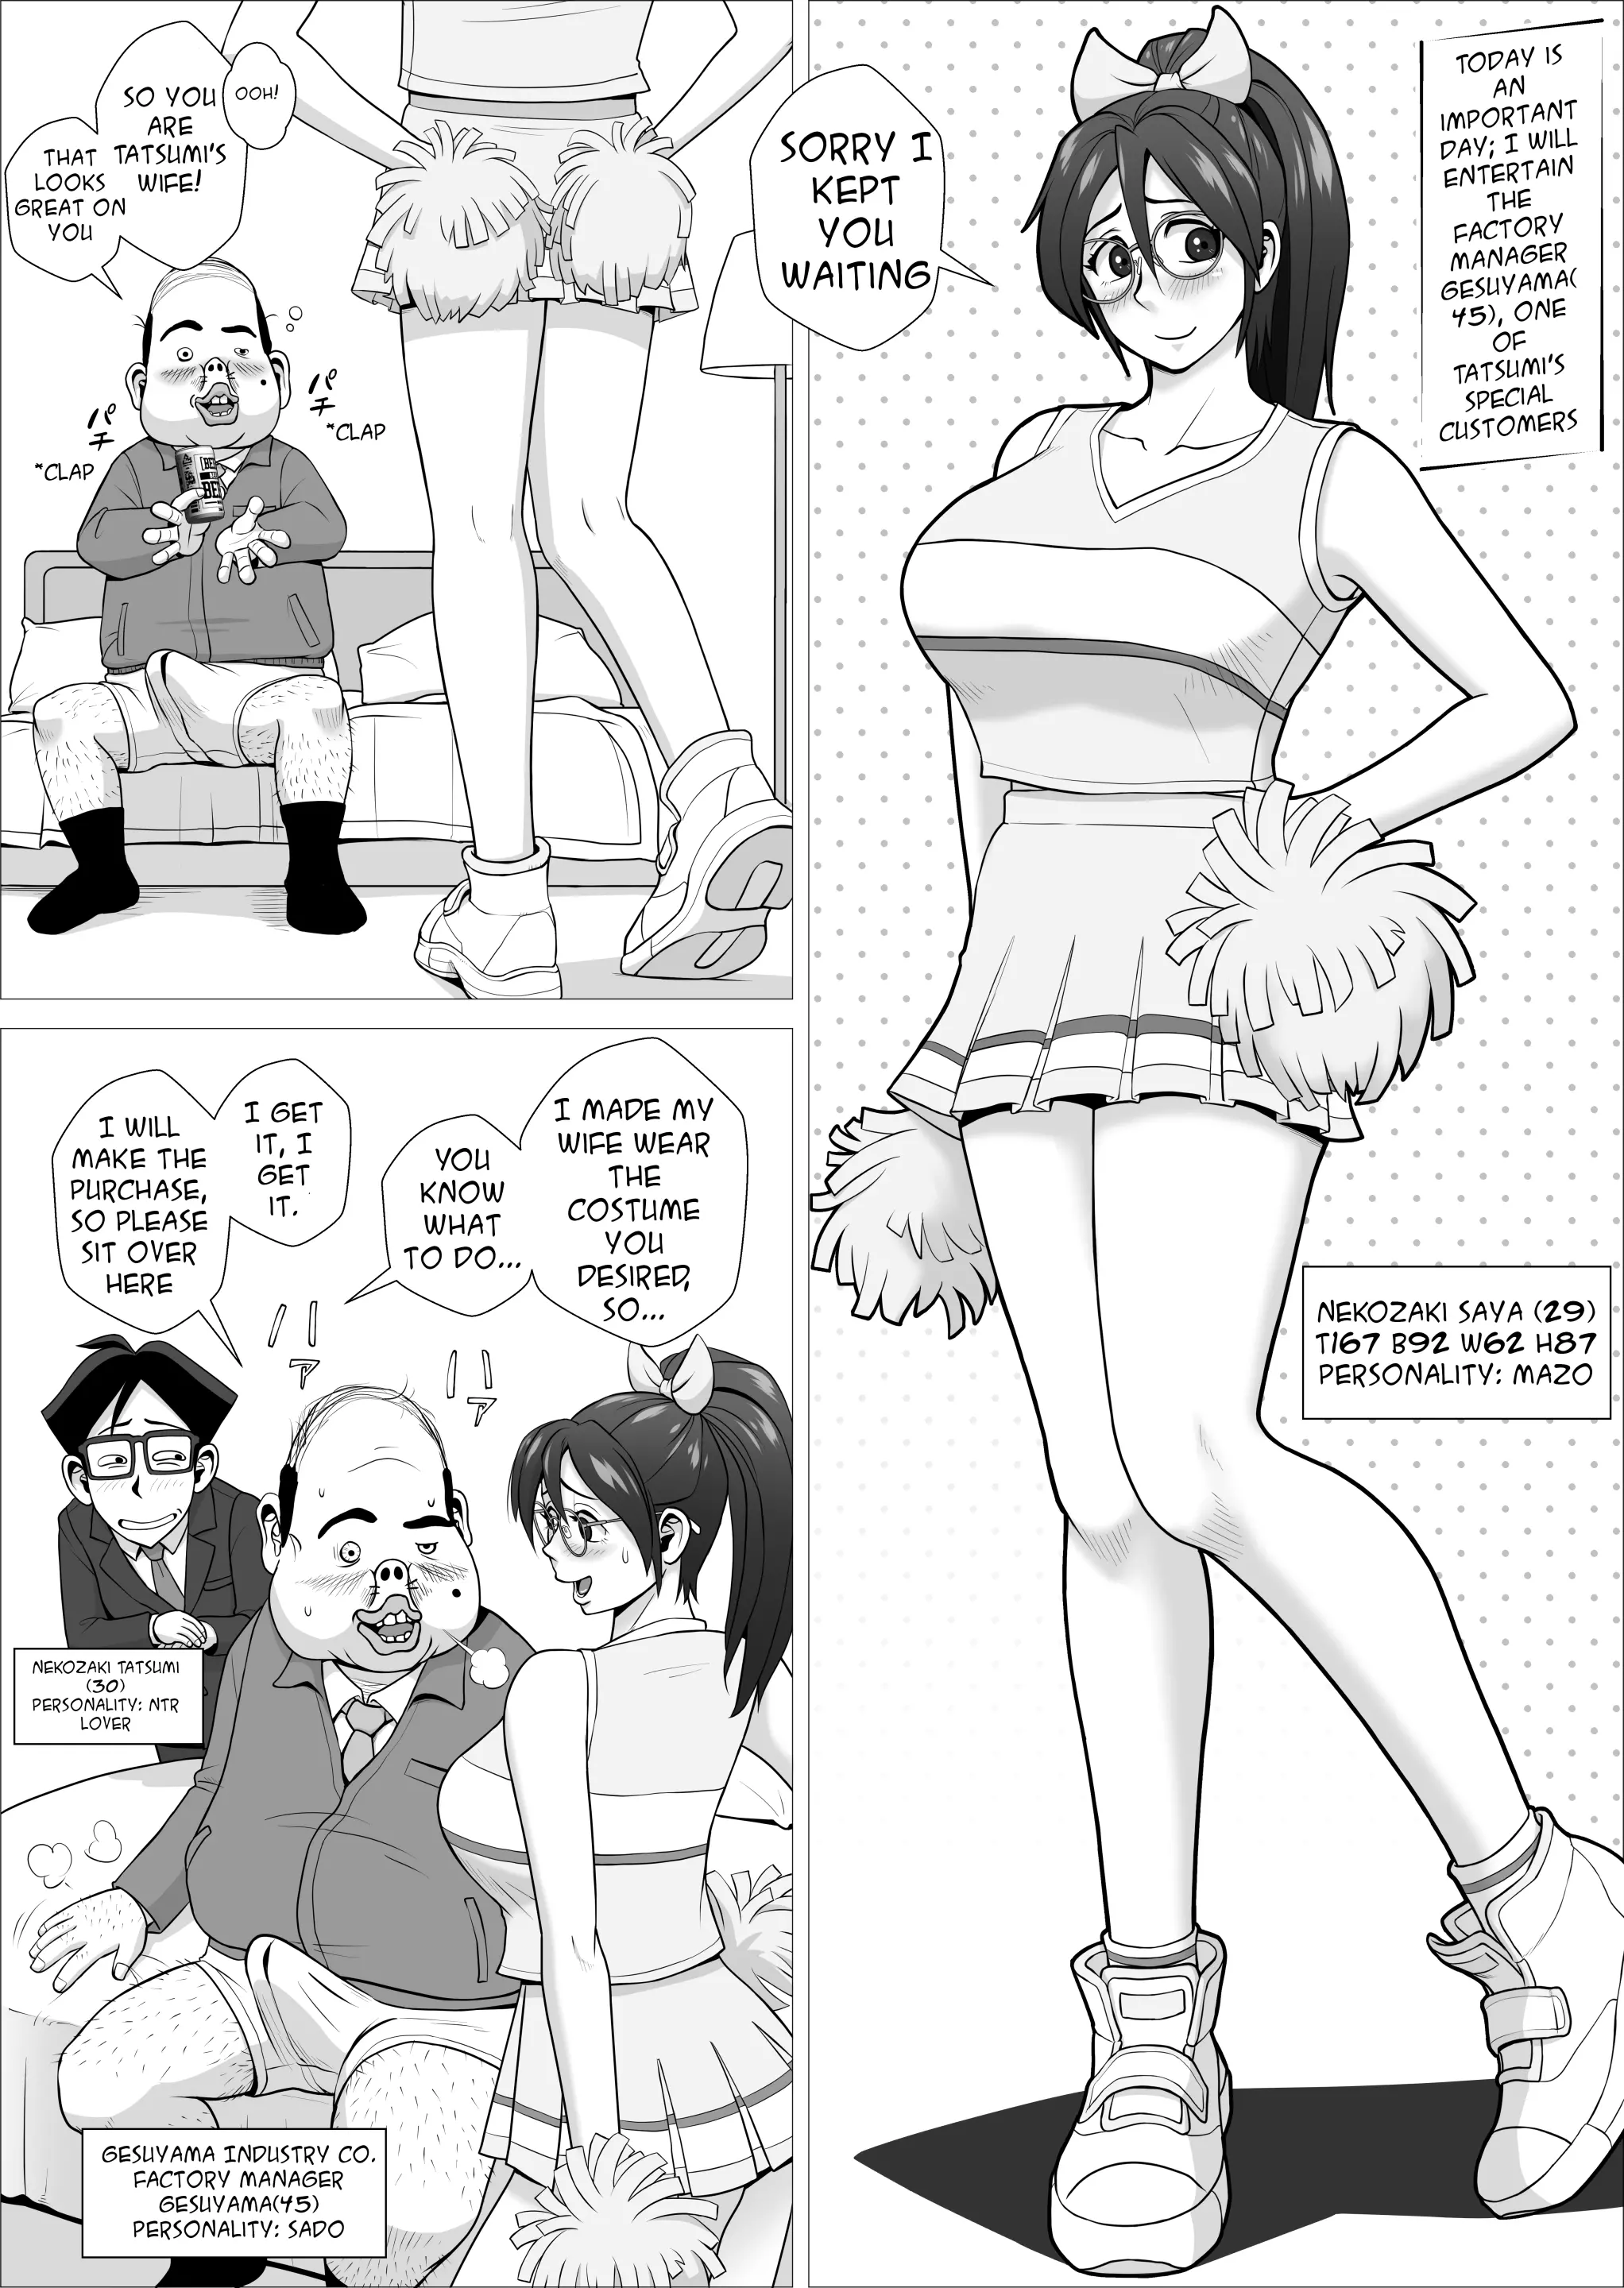 TODAY IS
AN
IMPORTANT
DAY; I WILL
ENTERTAIN
THE
FACTORY
MANAGER
GESUYAMA(
45), ONE
OF
TATSUMI'S
SPECIAL
CUSTOMERS
SORRY I
KEPT
YOU
WAITING
NEKOZAKI SAYA (29)
T167 B92 W62 H87
PERSONALITY: MAZO
OOH!
SO YOU
ARE
TATSUMI'S
WIFE!
THAT
LOOKS
GREAT ON
YOU
パチ
*CLAP
パチ
*CLAP
I MADE MY
WIFE WEAR
THE
COSTUME
YOU
DESIRED,
SO...
YOU
KNOW
WHAT
TO DO...
I GET
IT, I
GET
IT.
I WILL
MAKE THE
PURCHASE,
SO PLEASE
SIT OVER
HERE
ハァ
ハァ
NEKOZAKI TATSUMI
(30)
PERSONALITY: NTR
LOVER
GESUYAMA INDUSTRY CO.
FACTORY MANAGER
GESUYAMA(45)
PERSONALITY: SADO